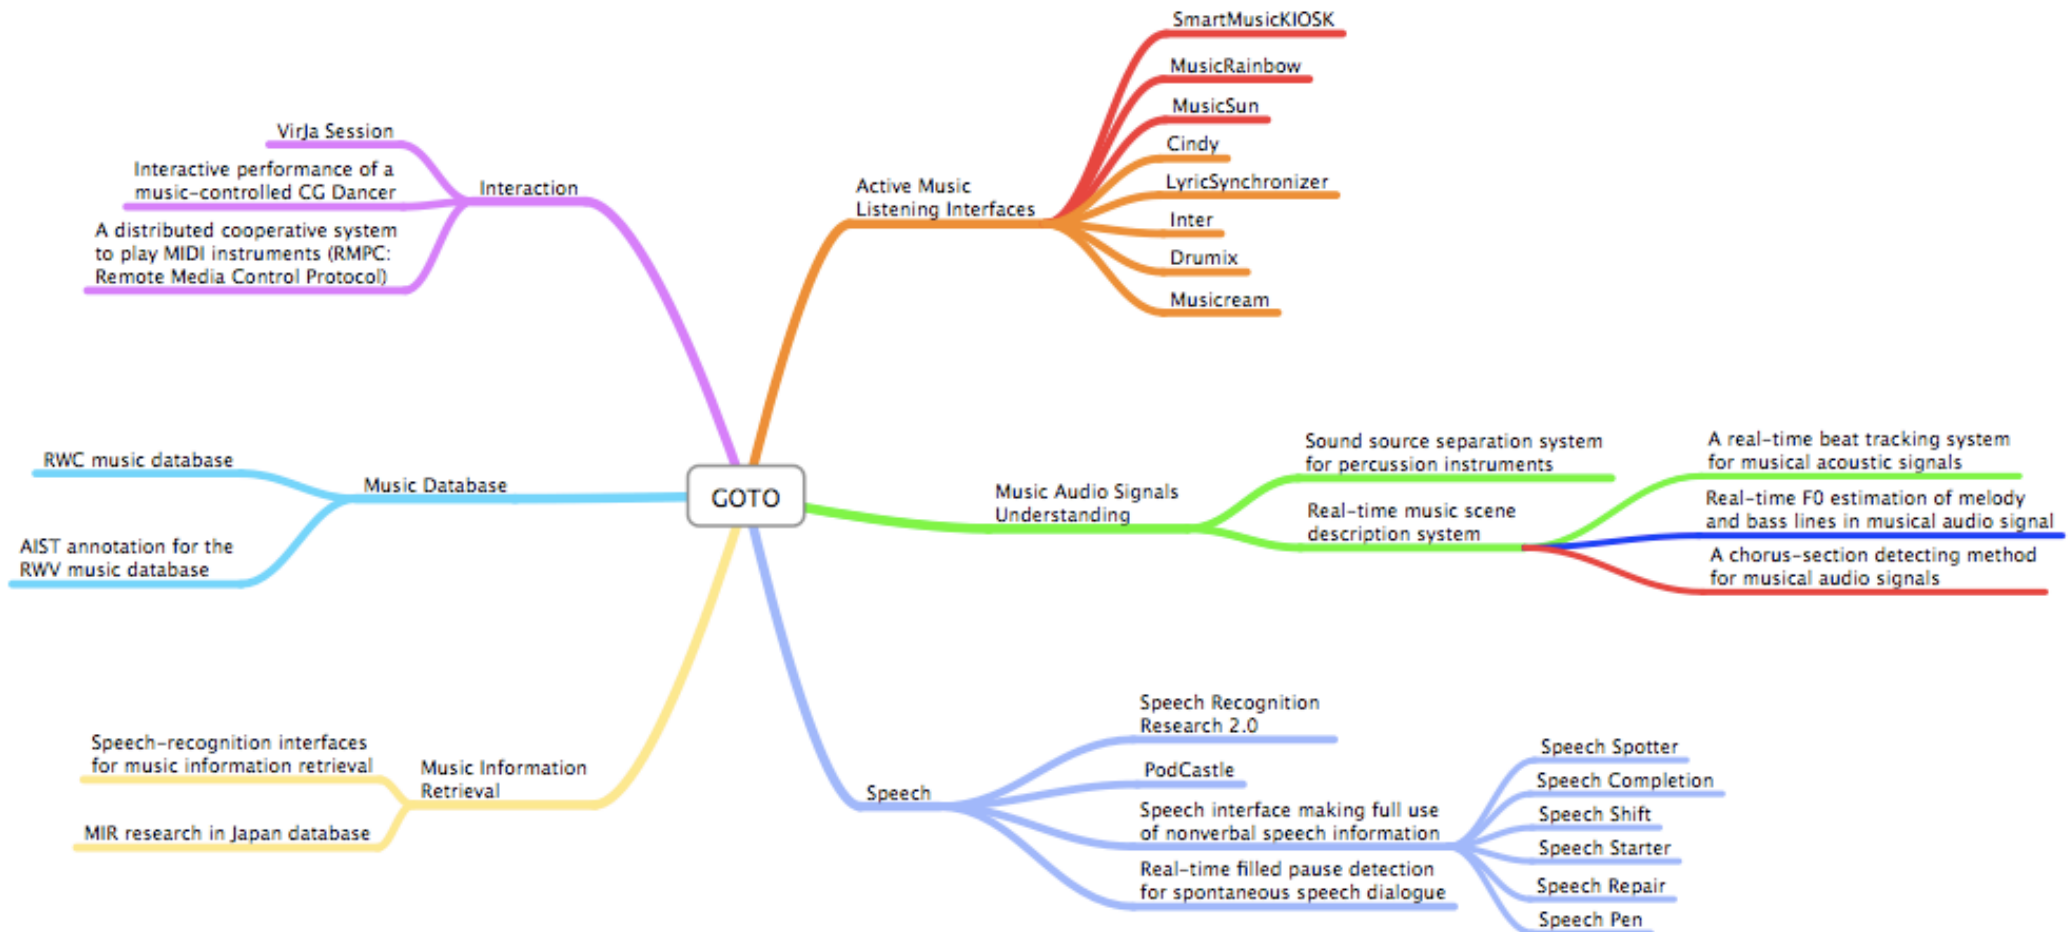 GOTO
Interaction
VirJa Session
Interactive performance of a
music-controlled CG Dancer
A distributed cooperative system
to play MIDI instruments (RMPC:
Remote Media Control Protocol)
Music Database
RWC music database
AIST annotation for the
RWV music database
Music Information
Retrieval
Speech-recognition interfaces
for music information retrieval
MIR research in Japan database
Active Music
Listening Interfaces
SmartMusicKIOSK
MusicRainbow
MusicSun
Cindy
LyricSynchronizer
Inter
Drumix
Musicream
Music Audio Signals
Understanding
Sound source separation system
for percussion instruments
Real-time music scene
description system
A real-time beat tracking system
for musical acoustic signals
Real-time F0 estimation of melody
and bass lines in musical audio signal
A chorus-section detecting method
for musical audio signals
Speech
Speech Recognition
Research 2.0
PodCastle
Speech interface making full use
of nonverbal speech information
Speech Spotter
Speech Completion
Speech Shift
Speech Starter
Speech Repair
Speech Pen
Real-time filled pause detection
for spontaneous speech dialogue